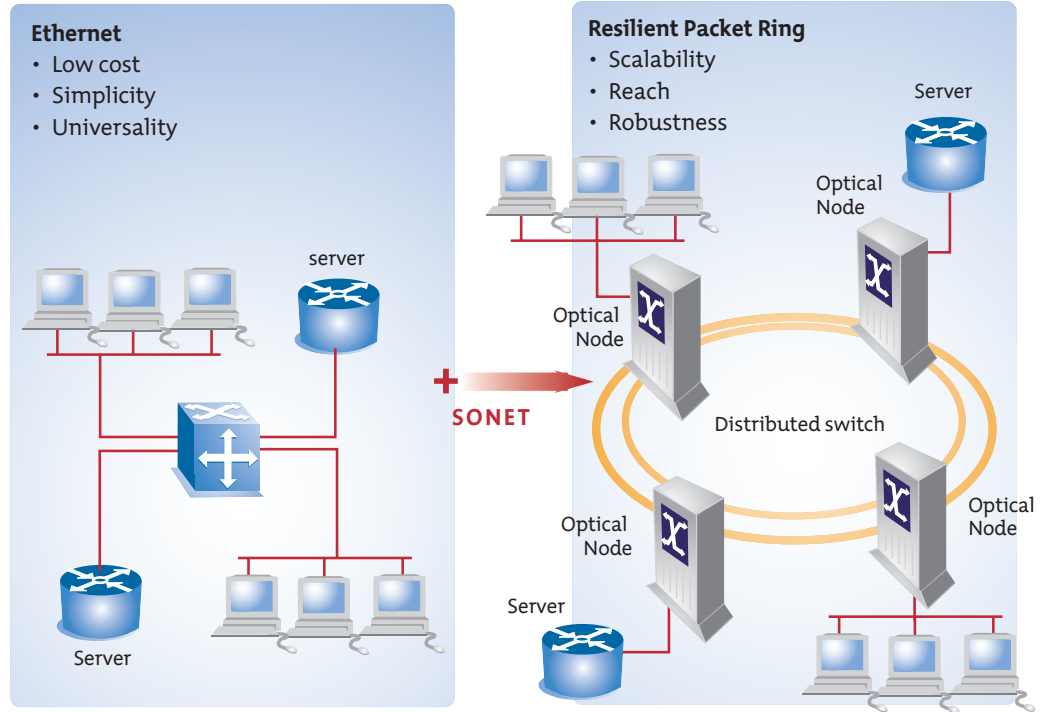 Ethernet
• Low cost
• Simplicity
• Universality
server
Server
+
SONET
Resilient Packet Ring
• Scalability
• Reach
• Robustness
Server
Optical
Node
Optical
Node
Distributed switch
Optical
Node
Optical
Node
Server